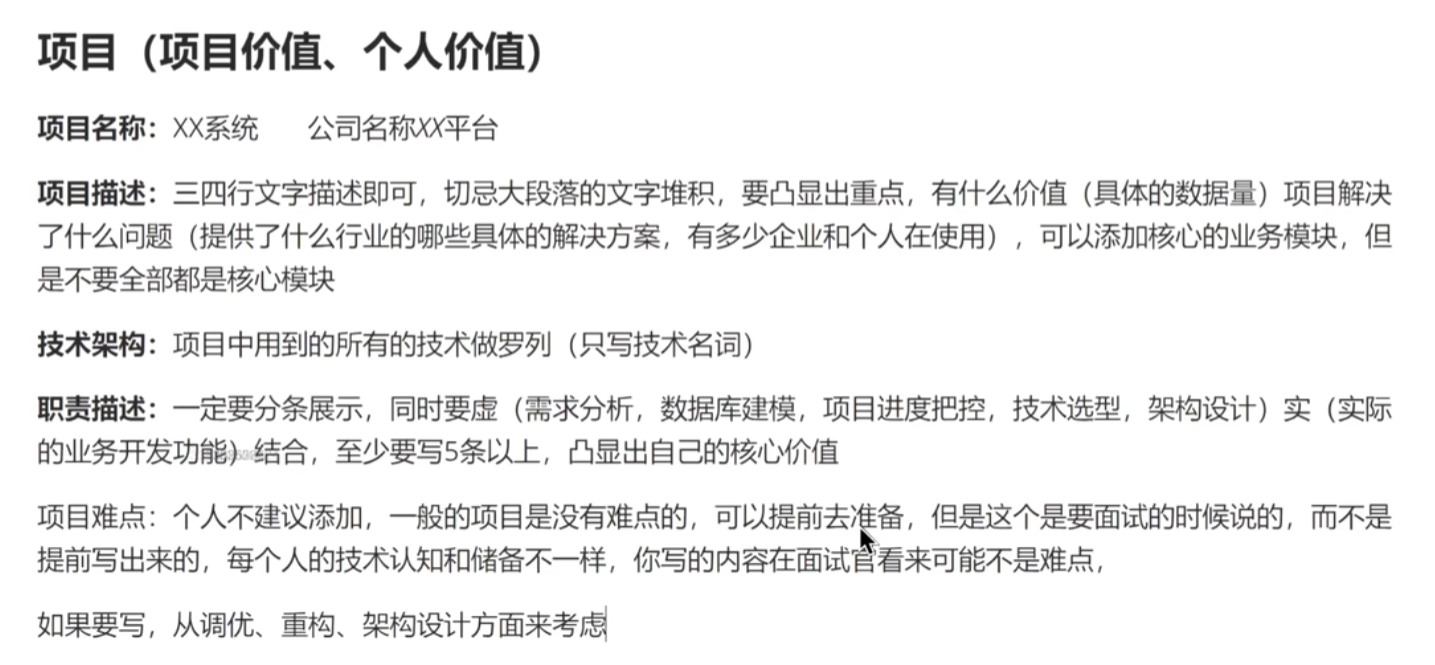 项目（项目价值、个人价值）
项目名称：XX系统 公司名称XX平台
项目描述：三四行文字描述即可，切忌大段落的文字堆积，要凸显出重点，有什么价值（具体的数据量）项目解决
了什么问题（提供了什么行业的哪些具体的解决方案，有多少企业和个人在使用），可以添加核心的业务模块，但
是不要全部都是核心模块
技术架构：项目中用到的所有的技术做罗列（只写技术名词）
职责描述：一定要分条展示，同时要虚（需求分析，数据库建模，项目进度把控，技术选型，架构设计）实（实际
的业务开发功能）结合，至少要写5条以上，凸显出自己的核心价值
项目难点：个人不建议添加，一般的项目是没有难点的，可以提前去准备，但是这个是要面试的时候说的，而不是
提前写出来的，每个人的技术认知和储备不一样，你写的内容在面试官看来可能不是难点，
如果要写，从调优、重构、架构设计方面来考虑